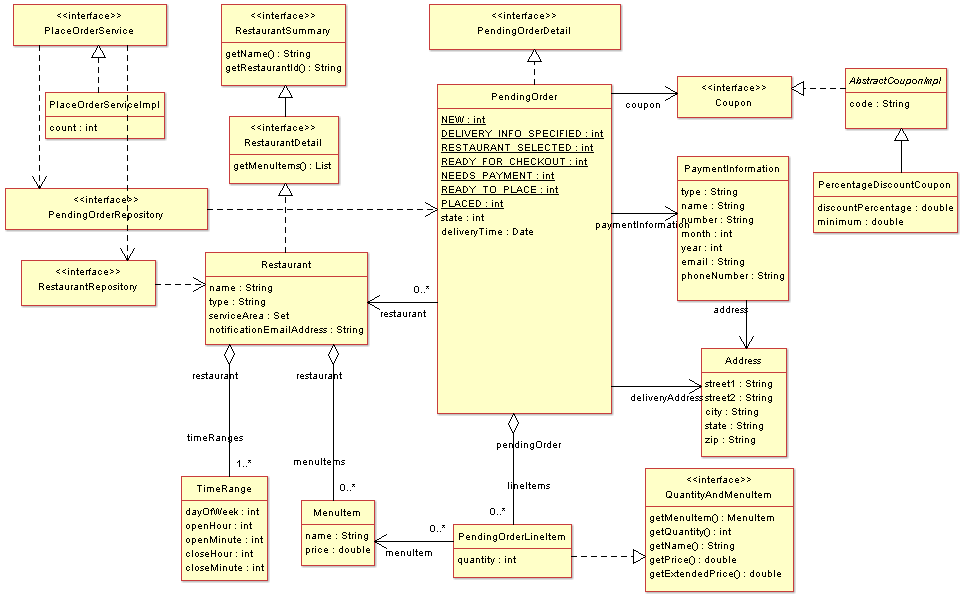 <<interface>>
PlaceOrderService
<<interface>>
RestaurantSummary
getName() : String
getRestaurantId() : String
<<interface>>
PendingOrderDetail
PlaceOrderServiceImpl
count : int
<<interface>>
RestaurantDetail
getMenuItems() : List
PendingOrder
NEW : int
DELIVERY_INFO_SPECIFIED : int
RESTAURANT_SELECTED : int
READY_FOR_CHECKOUT : int
NEEDS_PAYMENT : int
READY_TO_PLACE : int
PLACED : int
state : int
deliveryTime : Date
coupon
<<interface>>
Coupon
AbstractCouponImpl
code : String
PercentageDiscountCoupon
discountPercentage : double
minimum : double
PaymentInformation
type : String
name : String
number : String
month : int
year : int
email : String
phoneNumber : String
paymentInformation
address
<<interface>>
PendingOrderRepository
<<interface>>
RestaurantRepository
Restaurant
name : String
type : String
serviceArea : Set
notificationEmailAddress : String
0..*
restaurant
Address
street1 : String
street2 : String
city : String
state : String
zip : String
deliveryAddress
restaurant
restaurant
timeRanges
1..*
menuItems
0..*
pendingOrder
lineItems
0..*
TimeRange
dayOfWeek : int
openHour : int
openMinute : int
closeHour : int
closeMinute : int
MenuItem
name : String
price : double
0..*
menuItem
PendingOrderLineItem
quantity : int
<<interface>>
QuantityAndMenuItem
getMenuItem() : MenuItem
getQuantity() : int
getName() : String
getPrice() : double
getExtendedPrice() : double